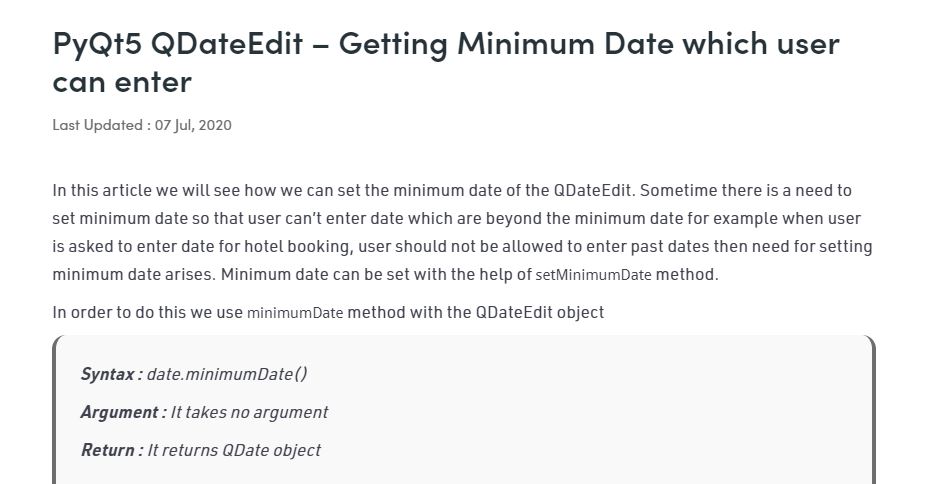 PyQt5 QDateEdit – Getting Minimum Date which user
can enter
Last Updated : 07 Jul, 2020
In this article we will see how we can set the minimum date of the QDateEdit. Sometime there is a need to
set minimum date so that user can't enter date which are beyond the minimum date for example when user
is asked to enter date for hotel booking, user should not be allowed to enter past dates then need for setting
minimum date arises. Minimum date can be set with the help of setMinimumDate method.
In order to do this we use minimumDate method with the QDateEdit object
Syntax : date.minimumDate()
Argument : It takes no argument
Return : It returns QDate object